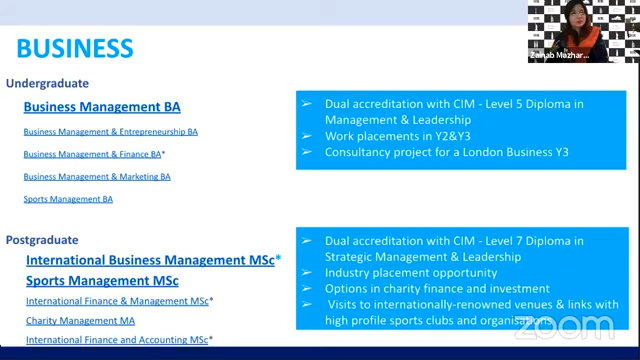 BUSINESS
Zainab Mazhar...
Undergraduate
Business Management BA
Business Management & Entrepreneurship BA
Business Management & Finance BA*
Business Management & Marketing BA
Sports Management BA
➢ Dual accreditation with CIM - Level 5 Diploma in
Management & Leadership
➢ Work placements in Y2&Y3
➢ Consultancy project for a London Business Y3
Postgraduate
International Business Management MSc*
Sports Management MSc
International Finance & Management MSc*
Charity Management MA
International Finance and Accounting MSc*
➢ Dual accreditation with CIM - Level 7 Diploma in
Strategic Management & Leadership
➢ Industry placement opportunity
➢ Options in charity finance and investment
➢ Visits to internationally-renowned venues & links with
high profile sports clubs and organisations
zoom